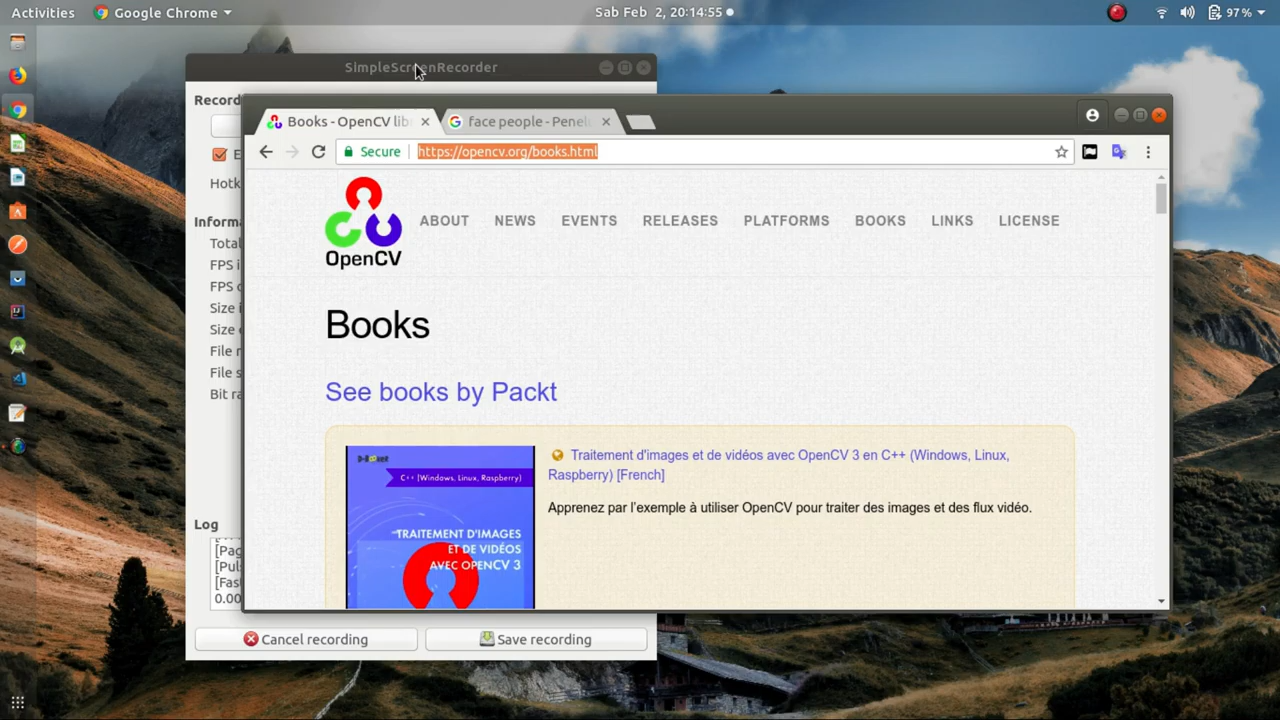 Activities
Google Chrome
Sab Feb 2, 20:14:55
97%
SimpleScreenRecorder
Record
E
Hotk
Informa
Total
FPS i
FPS o
Size i
Size o
File n
File s
Bit ra
Log
[Pag
[Puls
[Fast
0.00
Cancel recording
Save recording
Books - OpenCV lib
face people - Penel
Secure
https://opencv.org/books.html
OpenCV
ABOUT
NEWS
EVENTS
RELEASES
PLATFORMS
BOOKS
LINKS
LICENSE
Books
See books by Packt
D-BookeR
C++ (Windows, Linux, Raspberry)
TRAITEMENT D'IMAGES
ET DE VIDÉOS
AVEC OPENCV 3
Traitement d'images et de vidéos avec OpenCV 3 en C++ (Windows, Linux,
Raspberry) [French]
Apprenez par l'exemple à utiliser OpenCV pour traiter des images et des flux vidéo.